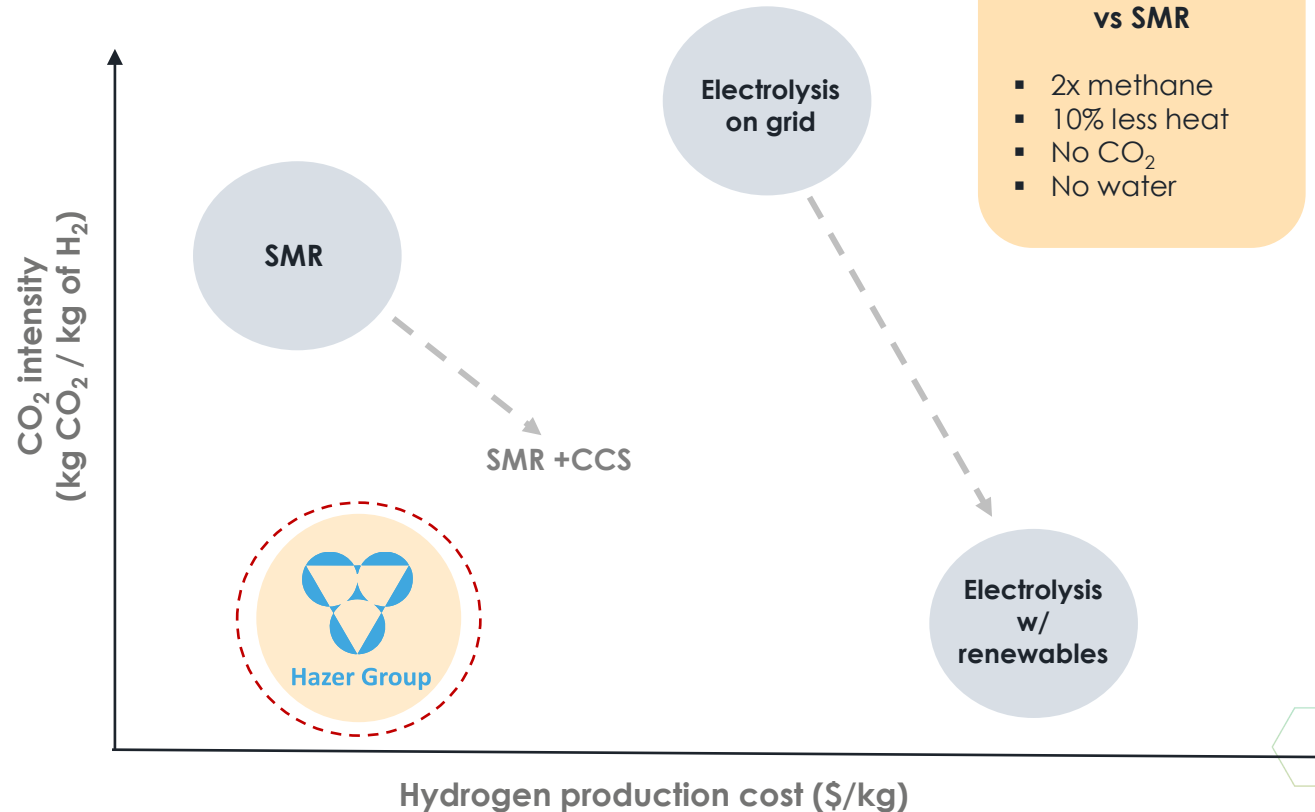 vs SMR
▪ 2x methane
▪ 10% less heat
▪ No CO₂
▪ No water
Electrolysis
on grid
SMR
CO₂ intensity
(kg CO₂ / kg of H₂)
SMR +CCS
Hazer Group
Electrolysis
w/
renewables
Hydrogen production cost ($/kg)